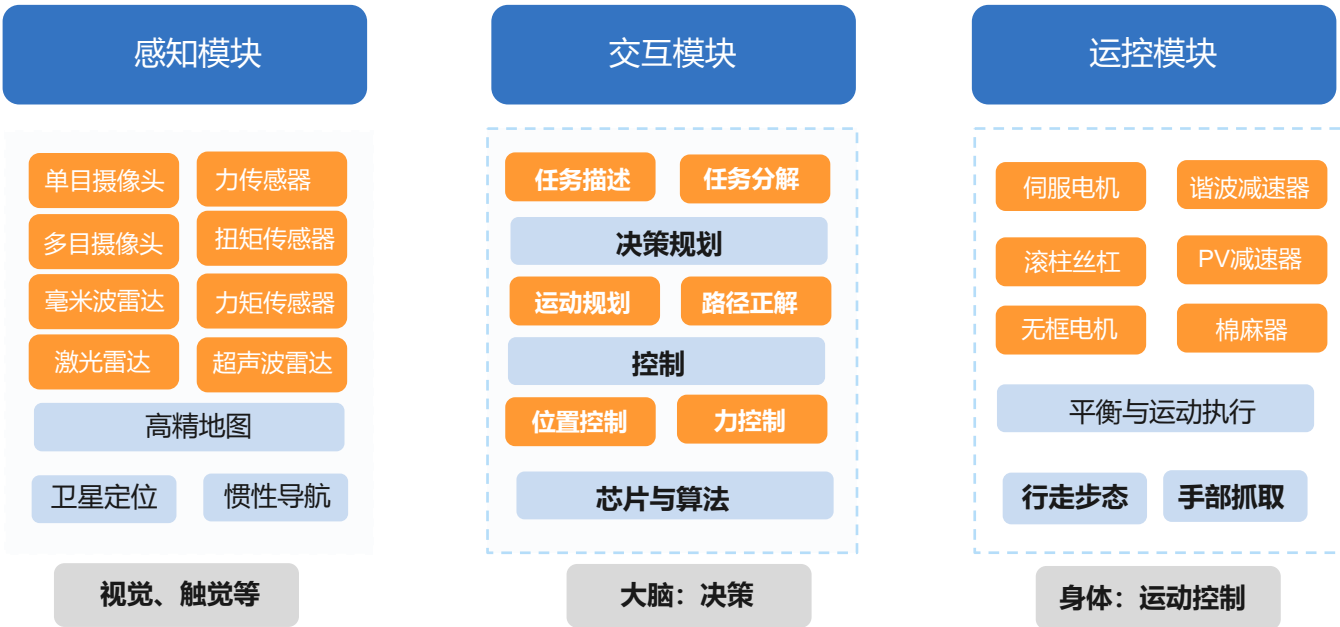 感知模块
单目摄像头
力传感器
多目摄像头
扭矩传感器
毫米波雷达
力矩传感器
激光雷达
超声波雷达
高精地图
卫星定位
惯性导航
视觉、触觉等
交互模块
任务描述
任务分解
决策规划
运动规划
路径正解
控制
位置控制
力控制
芯片与算法
大脑：决策
运控模块
伺服电机
谐波减速器
滚柱丝杠
PV减速器
无框电机
棉麻器
平衡与运动执行
行走步态
手部抓取
身体：运动控制